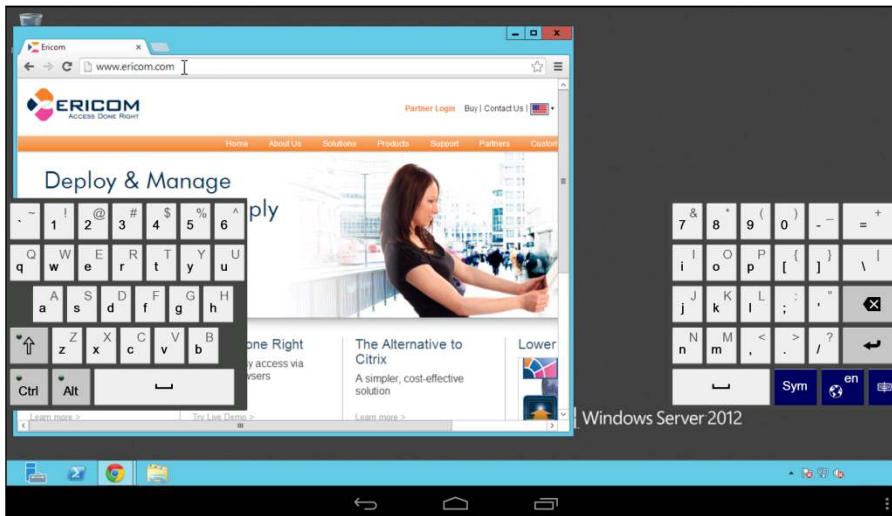 Ericom
www.ericom.com
ERICOM
ACCESS DONE RIGHT
Partner Login Buy | Contact Us |
Home About Us Solutions Products Support Partners Custom
Deploy & Manage
ply
` ~ 1 ! 2 @ 3 # 4 $ 5 % 6 ^
7 & 8 * 9 ( 0 ) - _ = +
q Q w W e E r R t T y Y u U
i I o O p P [ { ] } \ |
a A s S d D f F g G h H
j J k K l L ; : ' "
z Z x X c C v V b B
n N m M , < . > / ?
Ctrl Alt
Sym en
one Right
y access via
wsers
The Alternative to
Citrix
A simpler, cost-effective
solution
Lower
Learn more > Try Live Demo > Learn more >
Windows Server 2012